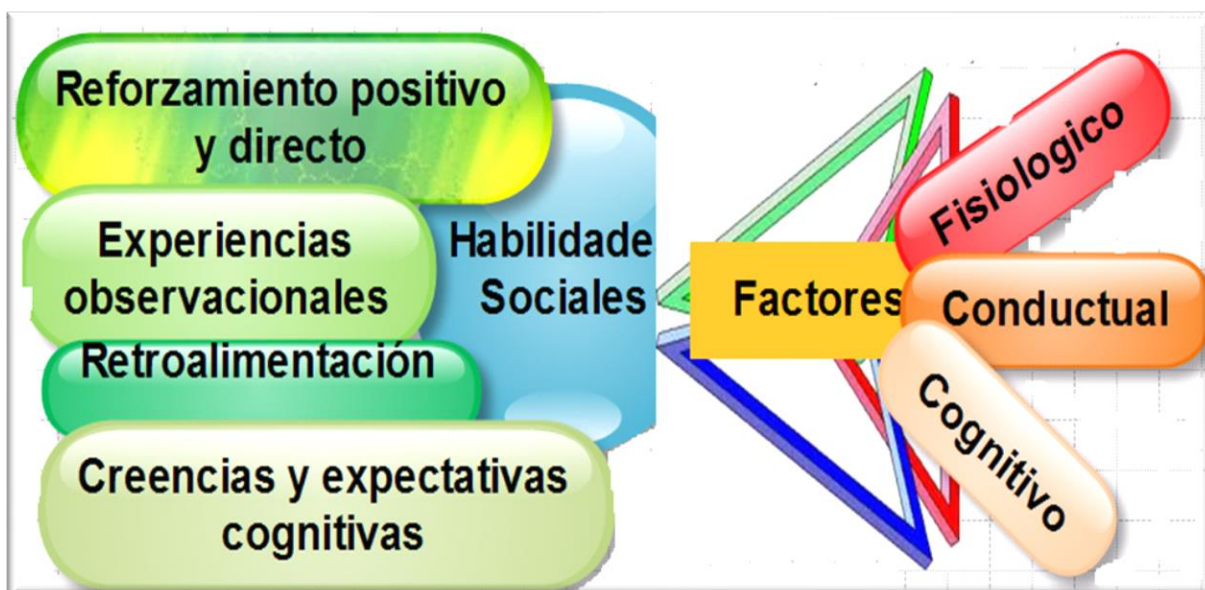 Reforzamiento positivo
y directo
Experiencias
observacionales
Retroalimentación
Creencias y expectativas
cognitivas
Habilidade
Sociales
Factores
Fisiologico
Conductual
Cognitivo